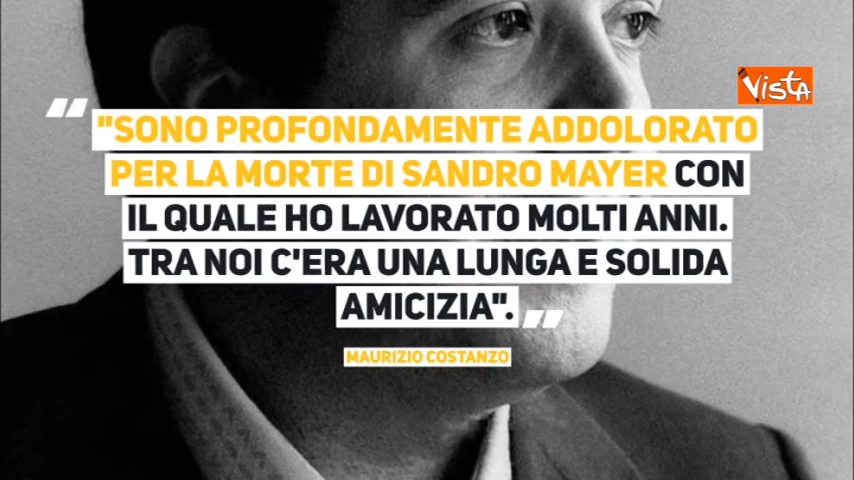 VISTA
"SONO PROFONDAMENTE ADDOLORATO
PER LA MORTE DI SANDRO MAYER CON
IL QUALE HO LAVORATO MOLTI ANNI.
TRA NOI C'ERA UNA LUNGA E SOLIDA
AMICIZIA".
MAURIZIO COSTANZO